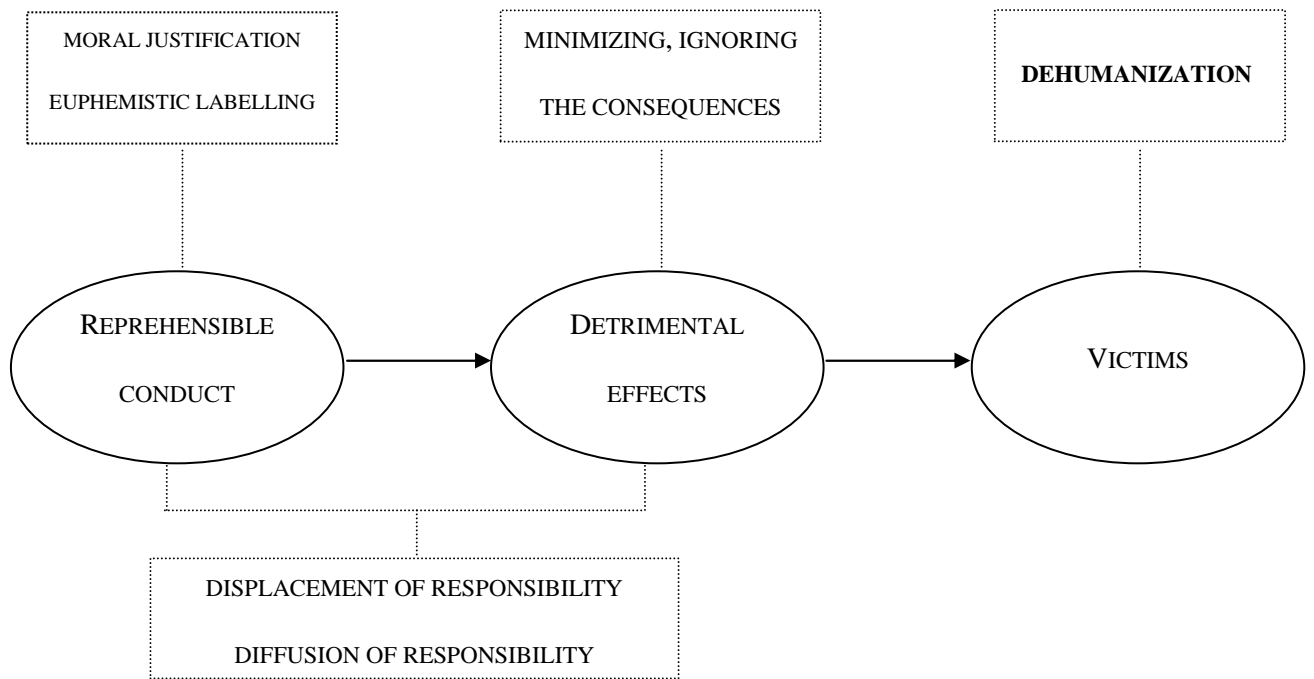 MORAL JUSTIFICATION
EUPHEMISTIC LABELLING
MINIMIZING, IGNORING
THE CONSEQUENCES
DEHUMANIZATION
REPREHENSIBLE
CONDUCT
DETRIMENTAL
EFFECTS
VICTIMS
DISPLACEMENT OF RESPONSIBILITY
DIFFUSION OF RESPONSIBILITY